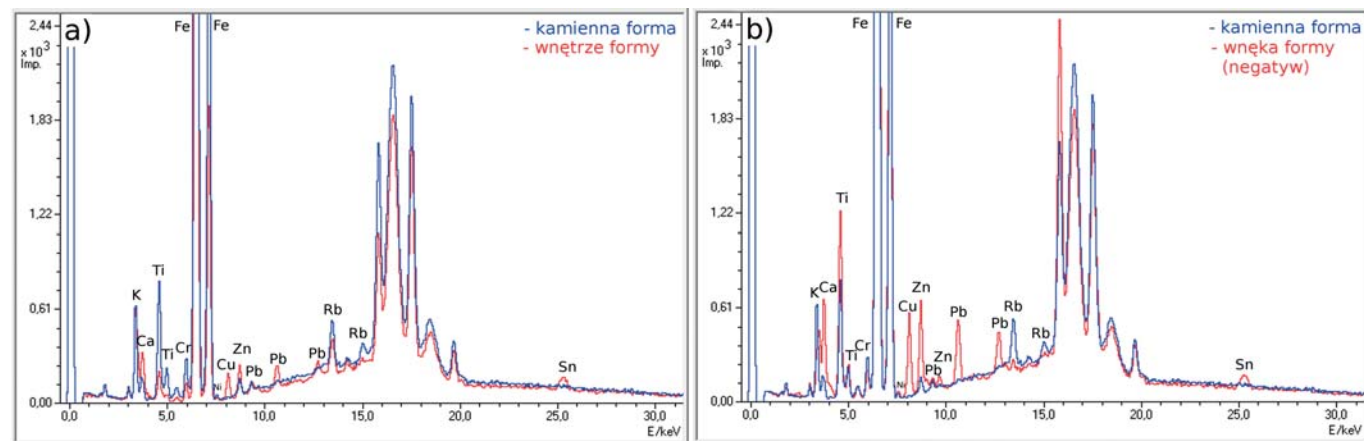 a)
Fe
Fe
- kamienna forma
- wnętrze formy
2,44
x 10³
Imp.
1,83
1,22
0,61
0,00
K
Ca
Ti
Ti
Cr
Ni
Cu
Zn
Pb
Pb
Pb
Rb
Rb
Sn
0,0
5,0
10,0
15,0
20,0
25,0
30,0
E/keV
b)
Fe
Fe
- kamienna forma
- wnęka formy
(negatyw)
2,44
x 10³
Imp.
1,83
1,22
0,61
0,00
K
Ca
Ti
Ti
Cr
Ni
Cu
Zn
Pb
Zn
Pb
Pb
Rb
Rb
Sn
0,0
5,0
10,0
15,0
20,0
25,0
30,0
E/keV